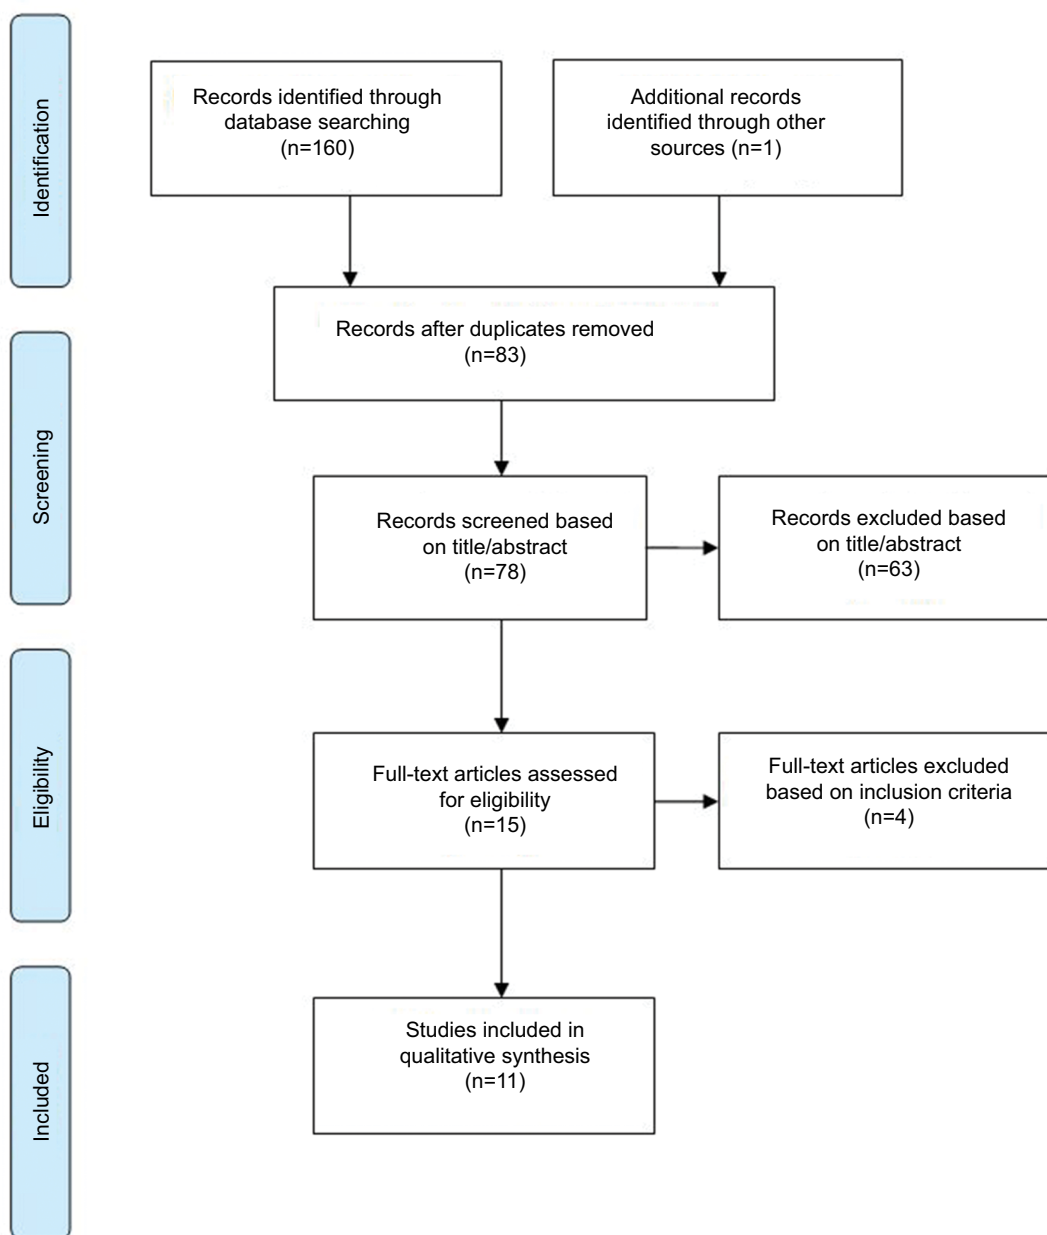 Identification
Records identified through
database searching
(n=160)
Additional records
identified through other
sources (n=1)
Records after duplicates removed
(n=83)
Screening
Records screened based
on title/abstract
(n=78)
Records excluded based
on title/abstract
(n=63)
Eligibility
Full-text articles assessed
for eligibility
(n=15)
Full-text articles excluded
based on inclusion criteria
(n=4)
Included
Studies included in
qualitative synthesis
(n=11)